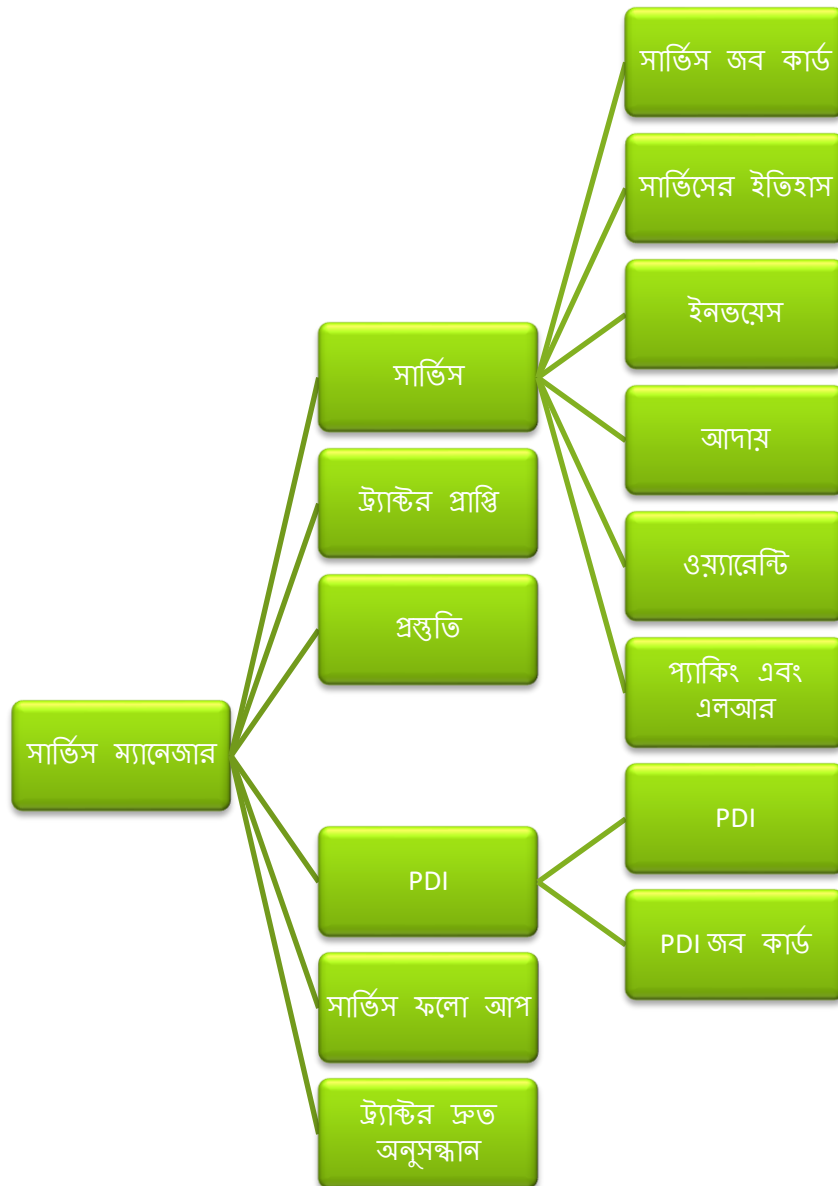 সার্ভিস ম্যানেজার
সার্ভিস
সার্ভিস জব কার্ড
সার্ভিসের ইতিহাস
ইনভয়েস
আদায়
ওয়্যারেন্টি
প্যাকিং এবং
এলআর
ট্র্যাক্টর প্রাপ্তি
প্রস্তুতি
PDI
PDI
PDI জব কার্ড
সার্ভিস ফলো আপ
ট্র্যাক্টর দ্রুত
অনুসন্ধান